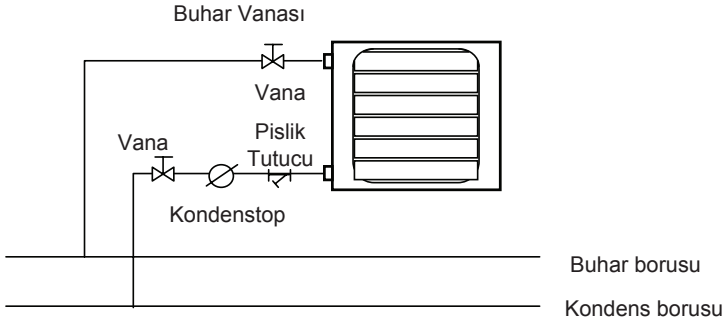 Buhar Vanası
Vana
Vana
Pislik
Tutucu
Kondenstop
Buhar borusu
Kondens borusu